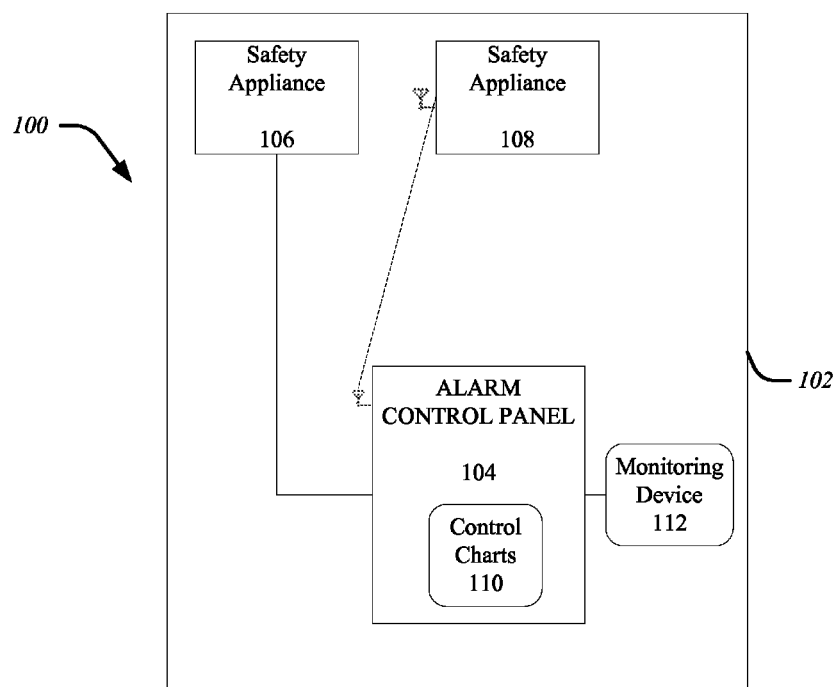 100
Safety
Appliance
106
Safety
Appliance
108
102
ALARM
CONTROL PANEL
104
Control
Charts
110
Monitoring
Device
112